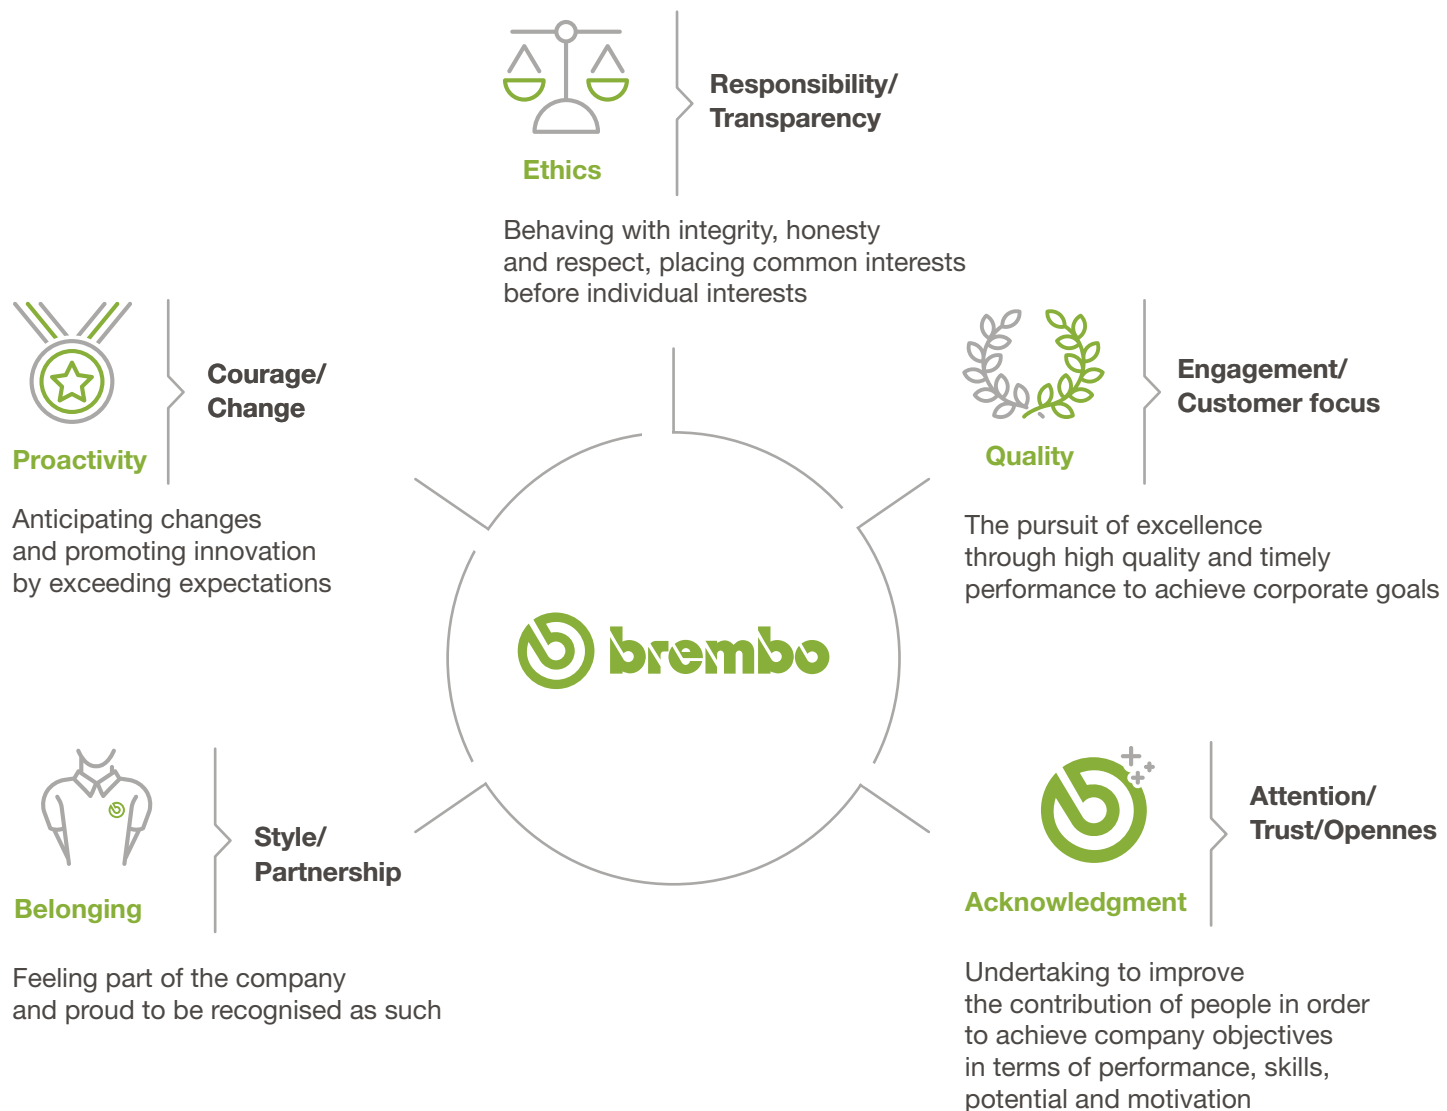 Ethics
Responsibility/
Transparency
Behaving with integrity, honesty
and respect, placing common interests
before individual interests
Proactivity
Courage/
Change
Anticipating changes
and promoting innovation
by exceeding expectations
Quality
Engagement/
Customer focus
The pursuit of excellence
through high quality and timely
performance to achieve corporate goals
brembo
Belonging
Style/
Partnership
Feeling part of the company
and proud to be recognised as such
Acknowledgment
Attention/
Trust/Opennes
Undertaking to improve
the contribution of people in order
to achieve company objectives
in terms of performance, skills,
potential and motivation